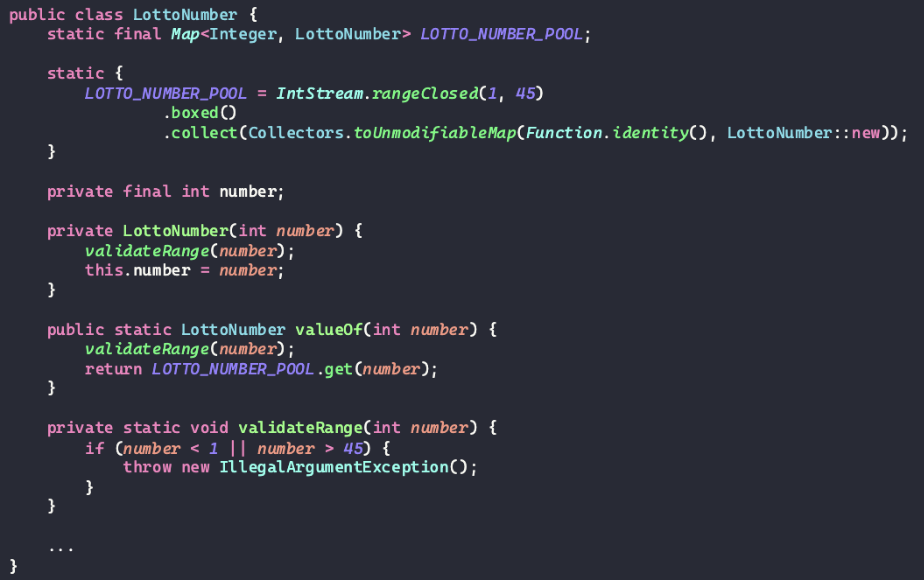 public class LottoNumber {
    static final Map<Integer, LottoNumber> LOTTO_NUMBER_POOL;

    static {
        LOTTO_NUMBER_POOL = IntStream.rangeClosed(1, 45)
                .boxed()
                .collect(Collectors.toUnmodifiableMap(Function.identity(), LottoNumber::new));
    }

    private final int number;

    private LottoNumber(int number) {
        validateRange(number);
        this.number = number;
    }

    public static LottoNumber valueOf(int number) {
        validateRange(number);
        return LOTTO_NUMBER_POOL.get(number);
    }

    private static void validateRange(int number) {
        if (number < 1 || number > 45) {
            throw new IllegalArgumentException();
        }
    }

    ...
}